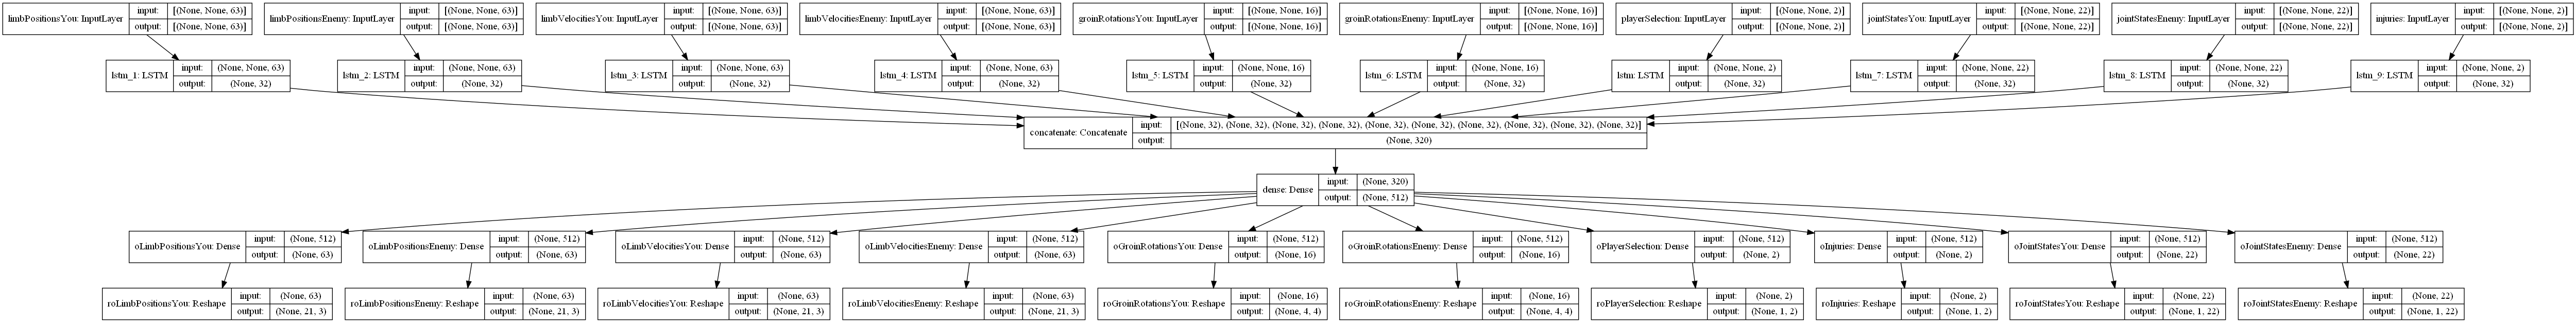 limbPositionsYou: InputLayer input: [(None, None, 63)] output: [(None, None, 63)]
limbPositionsEnemy: InputLayer input: [(None, None, 63)] output: [(None, None, 63)]
limbVelocitiesYou: InputLayer input: [(None, None, 63)] output: [(None, None, 63)]
limbVelocitiesEnemy: InputLayer input: [(None, None, 63)] output: [(None, None, 63)]
groinRotationsYou: InputLayer input: [(None, None, 16)] output: [(None, None, 16)]
groinRotationsEnemy: InputLayer input: [(None, None, 16)] output: [(None, None, 16)]
playerSelection: InputLayer input: [(None, None, 2)] output: [(None, None, 2)]
jointStatesYou: InputLayer input: [(None, None, 22)] output: [(None, None, 22)]
jointStatesEnemy: InputLayer input: [(None, None, 22)] output: [(None, None, 22)]
injuries: InputLayer input: [(None, None, 2)] output: [(None, None, 2)]
lstm_1: LSTM input: (None, None, 63) output: (None, 32)
lstm_2: LSTM input: (None, None, 63) output: (None, 32)
lstm_3: LSTM input: (None, None, 63) output: (None, 32)
lstm_4: LSTM input: (None, None, 63) output: (None, 32)
lstm_5: LSTM input: (None, None, 16) output: (None, 32)
lstm_6: LSTM input: (None, None, 16) output: (None, 32)
lstm: LSTM input: (None, None, 2) output: (None, 32)
lstm_7: LSTM input: (None, None, 22) output: (None, 32)
lstm_8: LSTM input: (None, None, 22) output: (None, 32)
lstm_9: LSTM input: (None, None, 2) output: (None, 32)
concatenate: Concatenate input: [(None, 32), (None, 32), (None, 32), (None, 32), (None, 32), (None, 32), (None, 32), (None, 32), (None, 32), (None, 32)] output: (None, 320)
dense: Dense input: (None, 320) output: (None, 512)
oLimbPositionsYou: Dense input: (None, 512) output: (None, 63)
oLimbPositionsEnemy: Dense input: (None, 512) output: (None, 63)
oLimbVelocitiesYou: Dense input: (None, 512) output: (None, 63)
oLimbVelocitiesEnemy: Dense input: (None, 512) output: (None, 63)
oGroinRotationsYou: Dense input: (None, 512) output: (None, 16)
oGroinRotationsEnemy: Dense input: (None, 512) output: (None, 16)
oPlayerSelection: Dense input: (None, 512) output: (None, 2)
oInjuries: Dense input: (None, 512) output: (None, 2)
oJointStatesYou: Dense input: (None, 512) output: (None, 22)
oJointStatesEnemy: Dense input: (None, 512) output: (None, 22)
roLimbPositionsYou: Reshape input: (None, 63) output: (None, 21, 3)
roLimbPositionsEnemy: Reshape input: (None, 63) output: (None, 21, 3)
roLimbVelocitiesYou: Reshape input: (None, 63) output: (None, 21, 3)
roLimbVelocitiesEnemy: Reshape input: (None, 63) output: (None, 21, 3)
roGroinRotationsYou: Reshape input: (None, 16) output: (None, 4, 4)
roGroinRotationsEnemy: Reshape input: (None, 16) output: (None, 4, 4)
roPlayerSelection: Reshape input: (None, 2) output: (None, 1, 2)
roInjuries: Reshape input: (None, 2) output: (None, 1, 2)
roJointStatesYou: Reshape input: (None, 22) output: (None, 1, 22)
roJointStatesEnemy: Reshape input: (None, 22) output: (None, 1, 22)